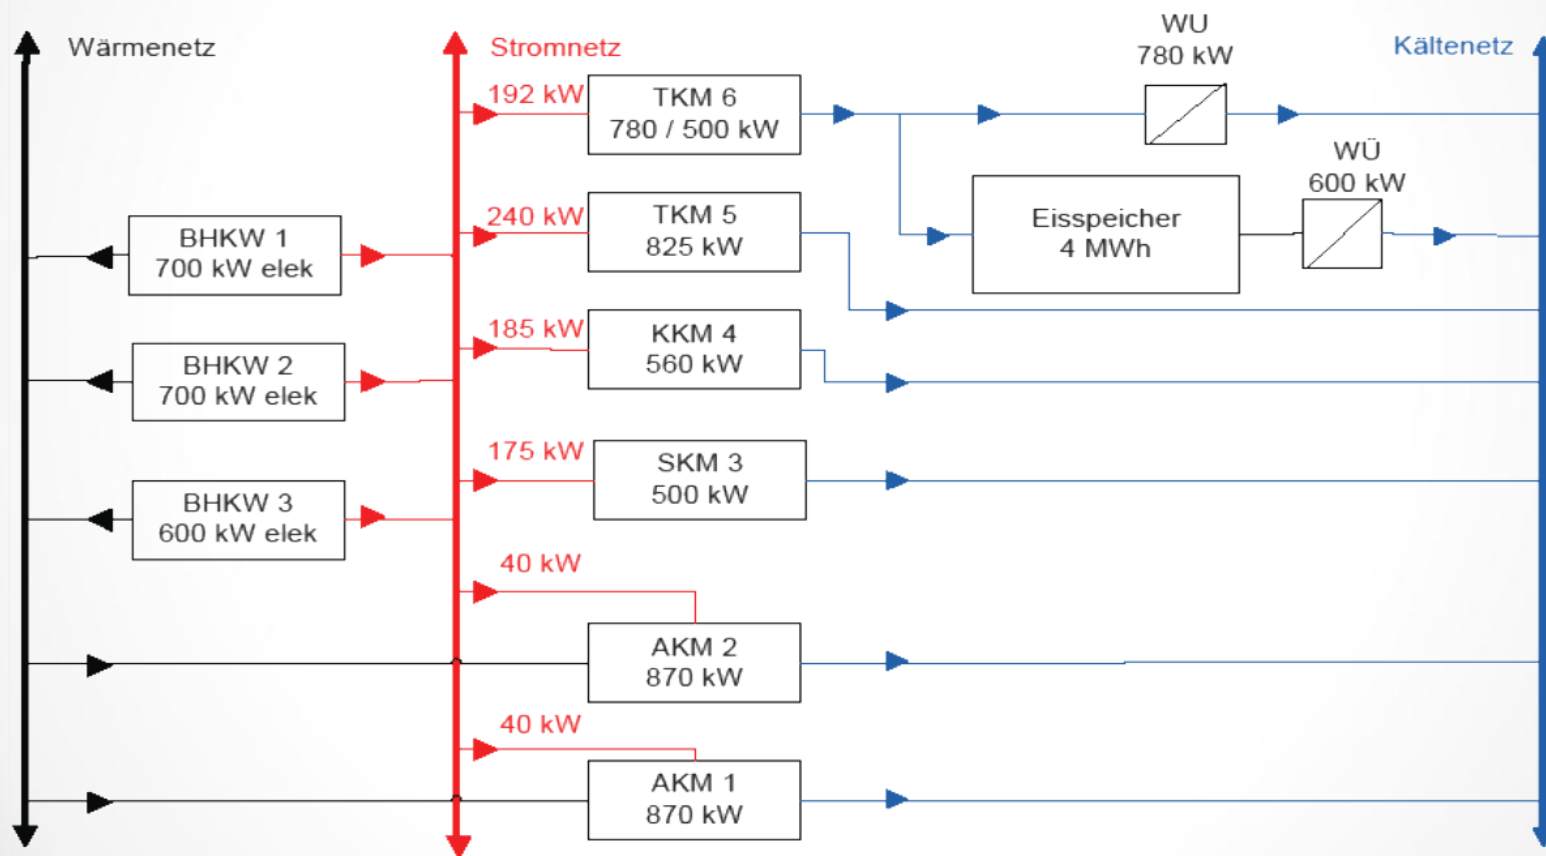 Wärmenetz
Stromnetz
WU
780 kW
Kältenetz
192 kW
TKM 6
780 / 500 kW
WÜ
600 kW
240 kW
TKM 5
825 kW
Eisspeicher
4 MWh
BHKW 1
700 kW elek
185 kW
KKM 4
560 kW
BHKW 2
700 kW elek
175 kW
SKM 3
500 kW
BHKW 3
600 kW elek
40 kW
AKM 2
870 kW
40 kW
AKM 1
870 kW